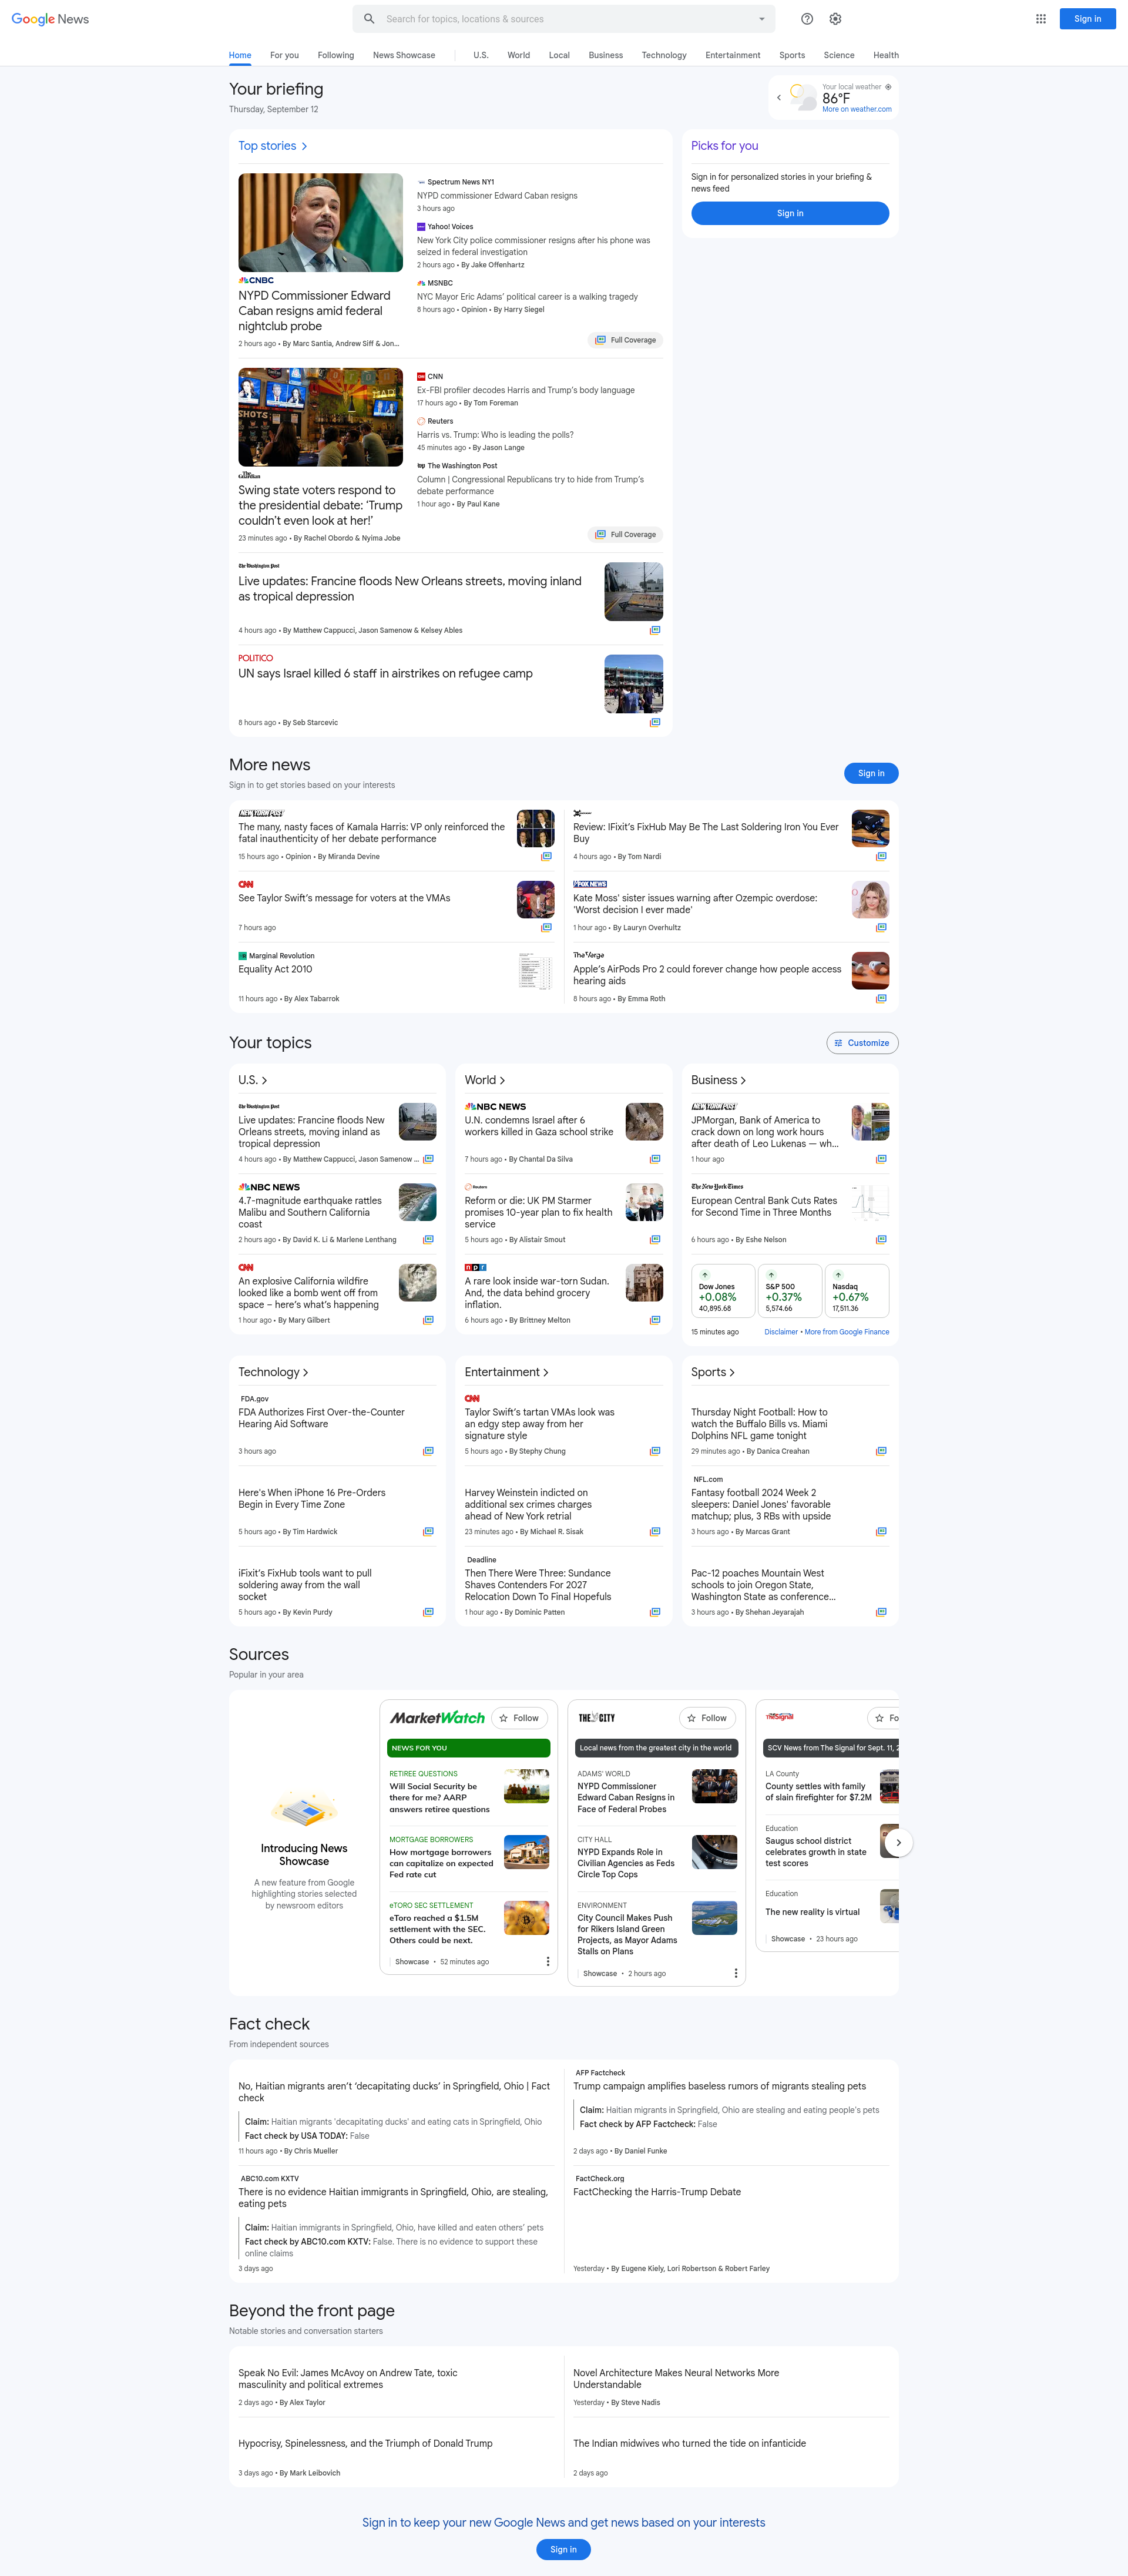 Google News
Search for topics, locations & sources
Sign in
Home
For you
Following
News Showcase
U.S.
World
Local
Business
Technology
Entertainment
Sports
Science
Health
Your briefing
Thursday, September 12
Your local weather
86°F
More on weather.com
Top stories
CNBC
NYPD Commissioner Edward
Caban resigns amid federal
nightclub probe
2 hours ago • By Marc Santia, Andrew Siff & Jon...
Spectrum News NY1
NYPD commissioner Edward Caban resigns
3 hours ago
Yahoo! Voices
New York City police commissioner resigns after his phone was
seized in federal investigation
2 hours ago • By Jake Offenhartz
MSNBC
NYC Mayor Eric Adams' political career is a walking tragedy
8 hours ago • Opinion • By Harry Siegel
Full Coverage
Picks for you
Sign in for personalized stories in your briefing &
news feed
Sign in
SHOTS
The Guardian
Swing state voters respond to
the presidential debate: 'Trump
couldn't even look at her!'
23 minutes ago • By Rachel Obordo & Nyima Jobe
CNN
Ex-FBI profiler decodes Harris and Trump's body language
17 hours ago • By Tom Foreman
Reuters
Harris vs. Trump: Who is leading the polls?
45 minutes ago • By Jason Lange
The Washington Post
Column | Congressional Republicans try to hide from Trump's
debate performance
1 hour ago • By Paul Kane
Full Coverage
The Washington Post
Live updates: Francine floods New Orleans streets, moving inland
as tropical depression
4 hours ago • By Matthew Cappucci, Jason Samenow & Kelsey Ables
POLITICO
UN says Israel killed 6 staff in airstrikes on refugee camp
8 hours ago • By Seb Starcevic
More news
Sign in to get stories based on your interests
Sign in
NEW YORK POST
The many, nasty faces of Kamala Harris: VP only reinforced the
fatal inauthenticity of her debate performance
15 hours ago • Opinion • By Miranda Devine
Review: IFixit's FixHub May Be The Last Soldering Iron You Ever
Buy
4 hours ago • By Tom Nardi
CNN
See Taylor Swift's message for voters at the VMAs
7 hours ago
FOX NEWS
Kate Moss' sister issues warning after Ozempic overdose:
'Worst decision I ever made'
1 hour ago • By Lauryn Overhultz
Marginal Revolution
Equality Act 2010
11 hours ago • By Alex Tabarrok
The Verge
Apple's AirPods Pro 2 could forever change how people access
hearing aids
8 hours ago • By Emma Roth
Your topics
Customize
U.S.
The Washington Post
Live updates: Francine floods New
Orleans streets, moving inland as
tropical depression
4 hours ago • By Matthew Cappucci, Jason Samenow ...
NBC NEWS
4.7-magnitude earthquake rattles
Malibu and Southern California
coast
2 hours ago • By David K. Li & Marlene Lenthang
CNN
An explosive California wildfire
looked like a bomb went off from
space – here's what's happening
1 hour ago • By Mary Gilbert
World
NBC NEWS
U.N. condemns Israel after 6
workers killed in Gaza school strike
7 hours ago • By Chantal Da Silva
Reuters
Reform or die: UK PM Starmer
promises 10-year plan to fix health
service
5 hours ago • By Alistair Smout
npr
A rare look inside war-torn Sudan.
And, the data behind grocery
inflation.
6 hours ago • By Brittney Melton
Business
NEW YORK POST
JPMorgan, Bank of America to
crack down on long work hours
after death of Leo Lukenas — wh...
1 hour ago
The New York Times
European Central Bank Cuts Rates
for Second Time in Three Months
6 hours ago • By Eshe Nelson
Dow Jones
+0.08%
40,895.68
S&P 500
+0.37%
5,574.66
Nasdaq
+0.67%
17,511.36
15 minutes ago
Disclaimer • More from Google Finance
Technology
FDA.gov
FDA Authorizes First Over-the-Counter
Hearing Aid Software
3 hours ago
Here's When iPhone 16 Pre-Orders
Begin in Every Time Zone
5 hours ago • By Tim Hardwick
iFixit's FixHub tools want to pull
soldering away from the wall
socket
5 hours ago • By Kevin Purdy
Entertainment
CNN
Taylor Swift's tartan VMAs look was
an edgy step away from her
signature style
5 hours ago • By Stephy Chung
Harvey Weinstein indicted on
additional sex crimes charges
ahead of New York retrial
23 minutes ago • By Michael R. Sisak
Deadline
Then There Were Three: Sundance
Shaves Contenders For 2027
Relocation Down To Final Hopefuls
1 hour ago • By Dominic Patten
Sports
Thursday Night Football: How to
watch the Buffalo Bills vs. Miami
Dolphins NFL game tonight
29 minutes ago • By Danica Creahan
NFL.com
Fantasy football 2024 Week 2
sleepers: Daniel Jones' favorable
matchup; plus, 3 RBs with upside
3 hours ago • By Marcas Grant
Pac-12 poaches Mountain West
schools to join Oregon State,
Washington State as conference...
3 hours ago • By Shehan Jeyarajah
Sources
Popular in your area
Introducing News
Showcase
A new feature from Google
highlighting stories selected
by newsroom editors
MarketWatch
Follow
NEWS FOR YOU
RETIREE QUESTIONS
Will Social Security be
there for me? AARP
answers retiree questions
MORTGAGE BORROWERS
How mortgage borrowers
can capitalize on expected
Fed rate cut
eTORO SEC SETTLEMENT
eToro reached a $1.5M
settlement with the SEC.
Others could be next.
Showcase • 52 minutes ago
THE CITY
Follow
Local news from the greatest city in the world
ADAMS' WORLD
NYPD Commissioner
Edward Caban Resigns in
Face of Federal Probes
CITY HALL
NYPD Expands Role in
Civilian Agencies as Feds
Circle Top Cops
ENVIRONMENT
City Council Makes Push
for Rikers Island Green
Projects, as Mayor Adams
Stalls on Plans
Showcase • 2 hours ago
The Signal
Fo
SCV News from The Signal for Sept. 11, 2
LA County
County settles with family
of slain firefighter for $7.2M
Education
Saugus school district
celebrates growth in state
test scores
Education
The new reality is virtual
Showcase • 23 hours ago
Fact check
From independent sources
No, Haitian migrants aren't 'decapitating ducks' in Springfield, Ohio | Fact
check
Claim: Haitian migrants 'decapitating ducks' and eating cats in Springfield, Ohio
Fact check by USA TODAY: False
11 hours ago • By Chris Mueller
AFP Factcheck
Trump campaign amplifies baseless rumors of migrants stealing pets
Claim: Haitian migrants in Springfield, Ohio are stealing and eating people's pets
Fact check by AFP Factcheck: False
2 days ago • By Daniel Funke
ABC10.com KXTV
There is no evidence Haitian immigrants in Springfield, Ohio, are stealing,
eating pets
Claim: Haitian immigrants in Springfield, Ohio, have killed and eaten others' pets
Fact check by ABC10.com KXTV: False. There is no evidence to support these
online claims
3 days ago
FactCheck.org
FactChecking the Harris-Trump Debate
Yesterday • By Eugene Kiely, Lori Robertson & Robert Farley
Beyond the front page
Notable stories and conversation starters
Speak No Evil: James McAvoy on Andrew Tate, toxic
masculinity and political extremes
2 days ago • By Alex Taylor
Novel Architecture Makes Neural Networks More
Understandable
Yesterday • By Steve Nadis
Hypocrisy, Spinelessness, and the Triumph of Donald Trump
3 days ago • By Mark Leibovich
The Indian midwives who turned the tide on infanticide
2 days ago
Sign in to keep your new Google News and get news based on your interests
Sign in